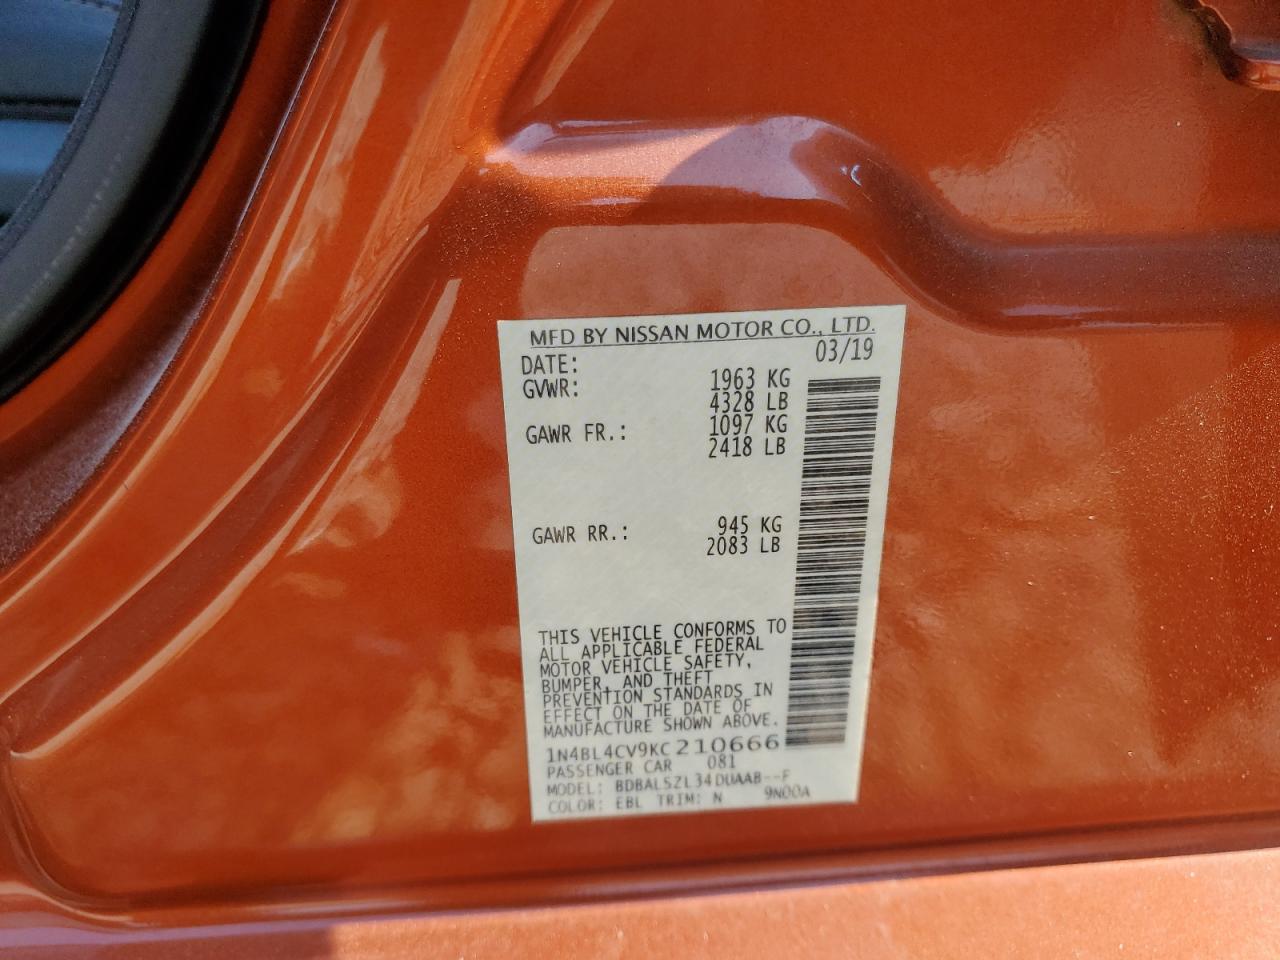 MFD BY NISSAN MOTOR CO., LTD.
DATE: 03/19
GVWR: 1963 KG
4328 LB
GAWR FR.: 1097 KG
2418 LB
GAWR RR.: 945 KG
2083 LB
THIS VEHICLE CONFORMS TO
ALL APPLICABLE FEDERAL
MOTOR VEHICLE SAFETY,
BUMPER, AND THEFT
PREVENTION STANDARDS IN
EFFECT ON THE DATE OF
MANUFACTURE SHOWN ABOVE.
1N4BL4CV9KC210666
PASSENGER CAR 081
MODEL: BDBALSZL34DUAAB--F
COLOR: EBL TRIM: N 9N00A